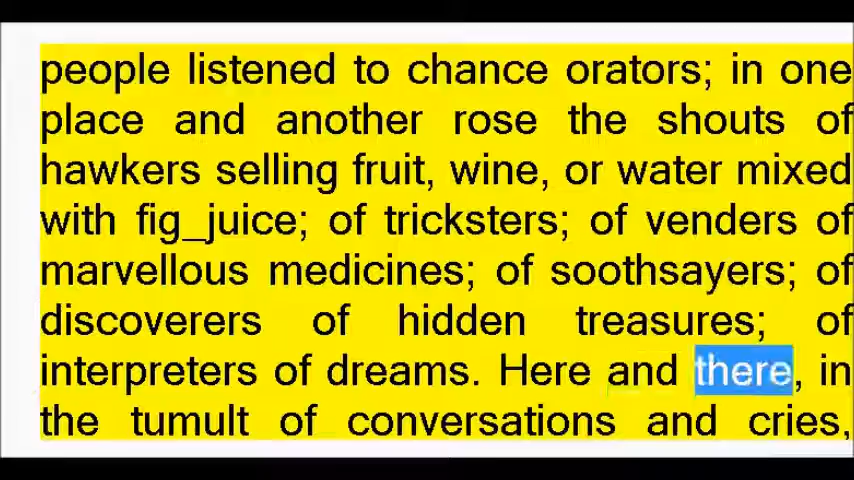 people listened to chance orators; in one
place and another rose the shouts of
hawkers selling fruit, wine, or water mixed
with fig_juice; of tricksters; of venders of
marvellous medicines; of soothsayers; of
discoverers of hidden treasures; of
interpreters of dreams. Here and there, in
the tumult of conversations and cries,